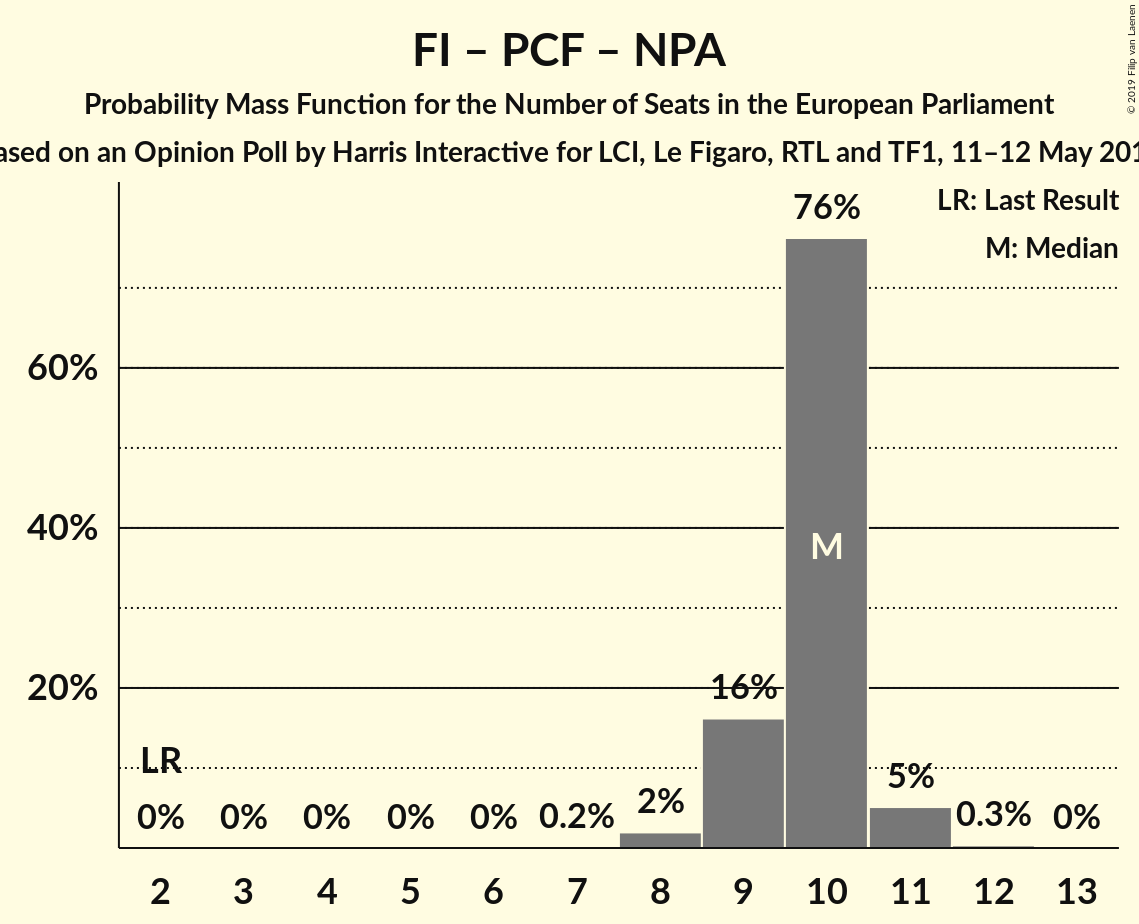 FI – PCF – NPA
Probability Mass Function for the Number of Seats in the European Parliament
on an Opinion Poll by Harris Interactive for LCI, Le Figaro, RTL and TF1, 11–12 May
© 2019 Filip van Laenen
LR: Last Result
M: Median
76%
60%
40%
M
20%
16%
LR
0% 0% 0% 0% 0% 0.2% 2% 5% 0.3% 0%
2 3 4 5 6 7 8 9 10 11 12 13